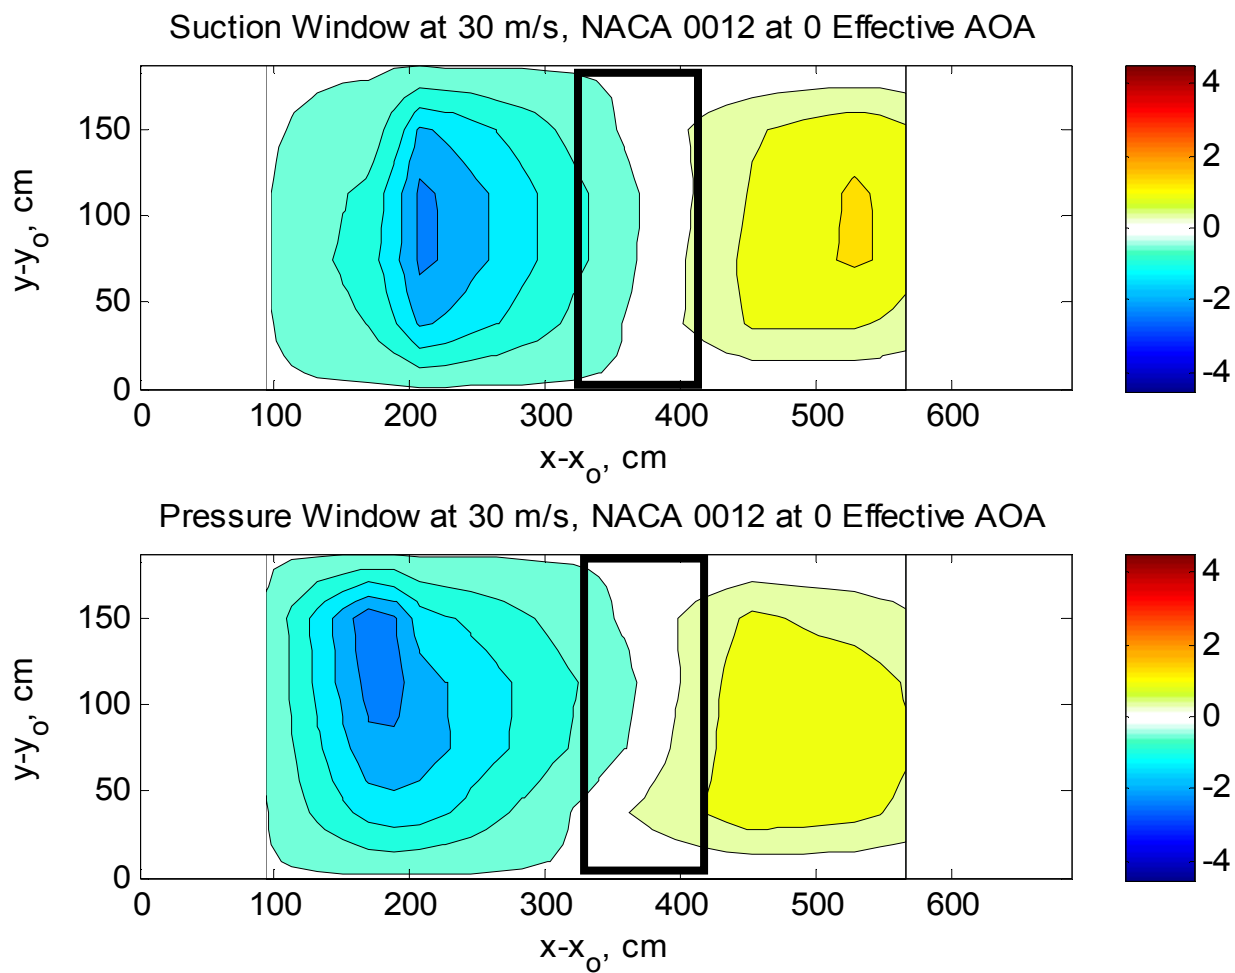 Suction Window at 30 m/s, NACA 0012 at 0 Effective AOA
150
100
50
0
y-yo, cm
0 100 200 300 400 500 600
x-xo, cm
4
2
0
-2
-4
Pressure Window at 30 m/s, NACA 0012 at 0 Effective AOA
150
100
50
0
y-yo, cm
0 100 200 300 400 500 600
x-xo, cm
4
2
0
-2
-4